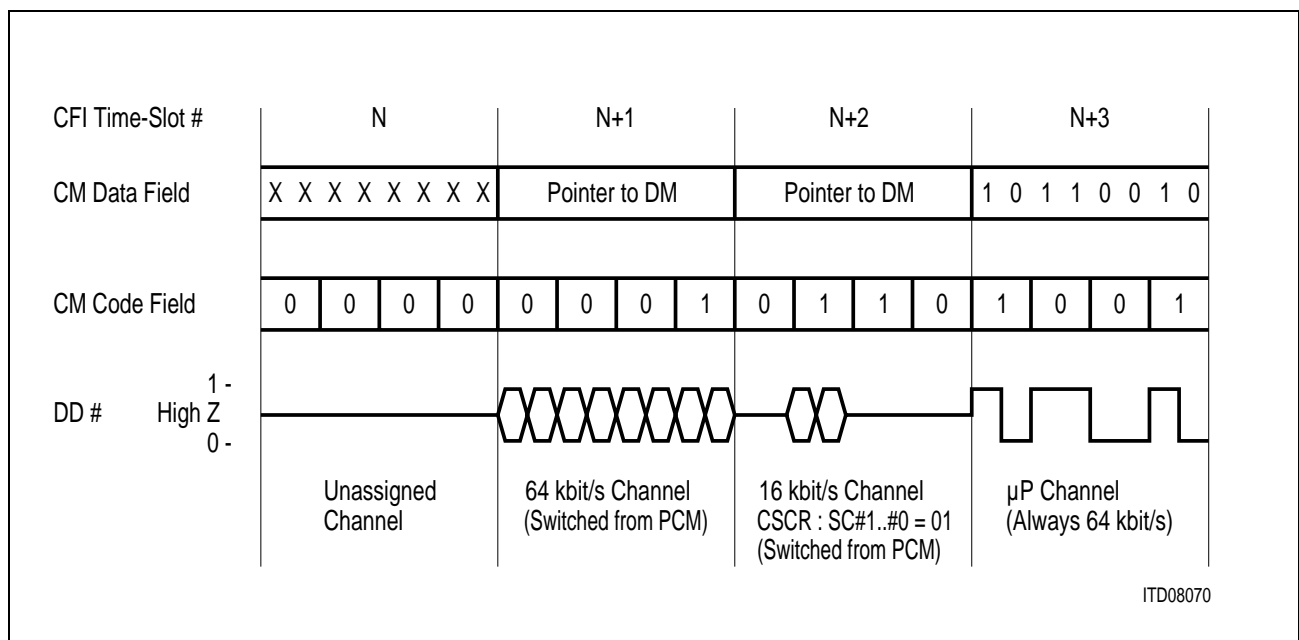 CFI Time-Slot # N N+1 N+2 N+3
CM Data Field X X X X X X X X Pointer to DM Pointer to DM 1 0 1 1 0 0 1 0
CM Code Field 0 0 0 0 0 0 0 1 0 1 1 0 1 0 0 1
1 -
DD # High Z
0 -
Unassigned
Channel
64 kbit/s Channel
(Switched from PCM)
16 kbit/s Channel
CSCR : SC#1..#0 = 01
(Switched from PCM)
µP Channel
(Always 64 kbit/s)
ITD08070